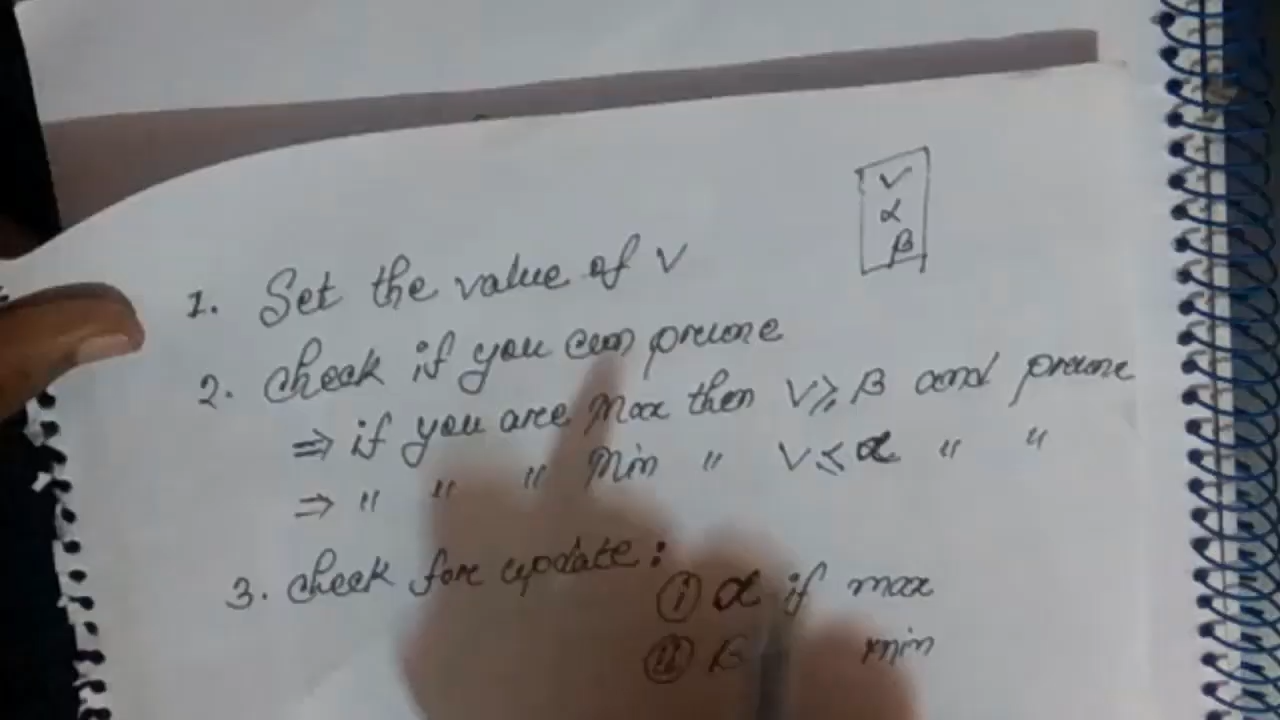 V
α
β
1. Set the value of v
2. check if you can prune
⇒ if you are Max then V ≥ β and prune
⇒ " " " Min " V ≤ α " "
3. check for update:
(i) α if max
(ii) β min